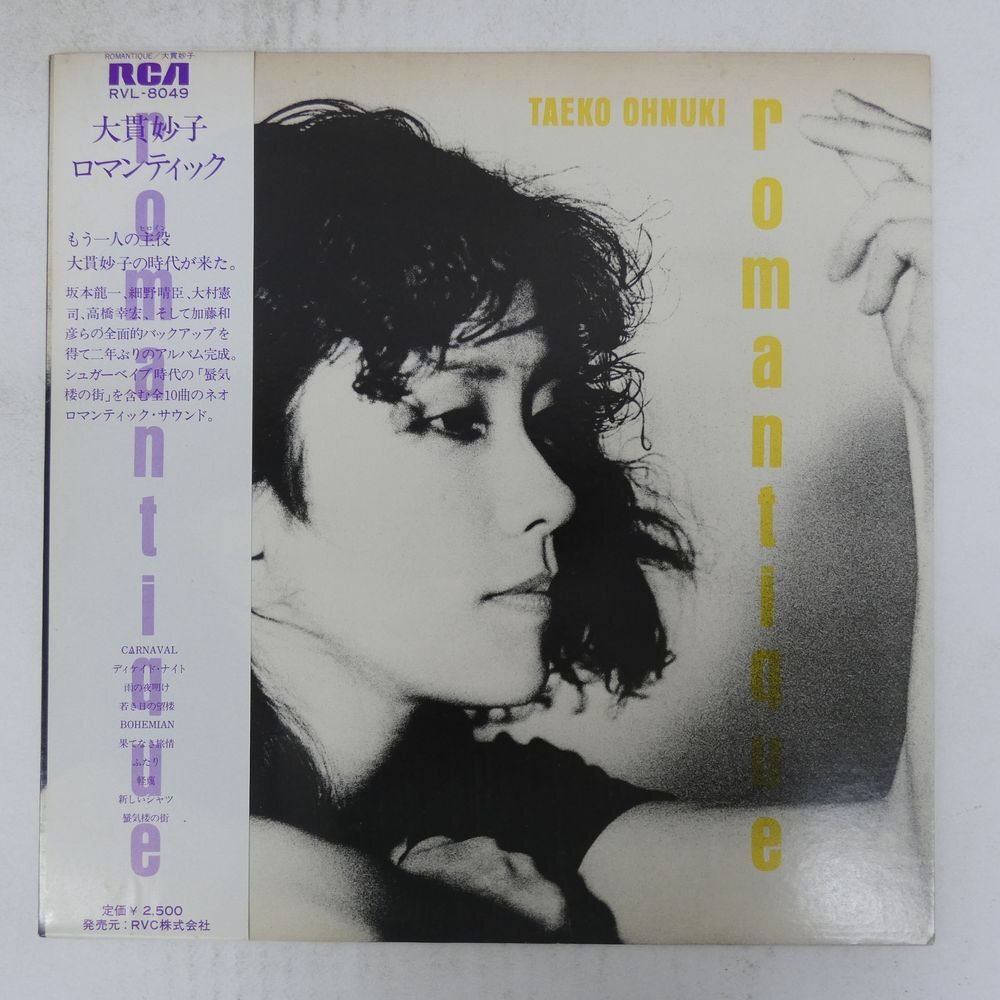 ROMANTIQUE/大貫妙子
RCA
RVL-8049
大貫妙子
ロマンティック
ヒロイン
もう一人の主役
大貫妙子の時代が来た。
坂本龍一、細野晴臣、大村憲
司、高橋幸宏、そして加藤和
彦らの全面的バックアップを
得て二年ぶりのアルバム完成。
シュガーベイブ時代の「蜃気
楼の街」を含む全10曲のネオ
ロマンティック・サウンド。
romantique
CARNAVAL
ディケイド・ナイト
雨の夜明け
若き日の望楼
BOHEMIAN
果てなき旅情
ふたり
軽蔑
新しいシャツ
蜃気楼の街
定価￥2,500
発売元：RVC株式会社
TAEKO OHNUKI
romantique